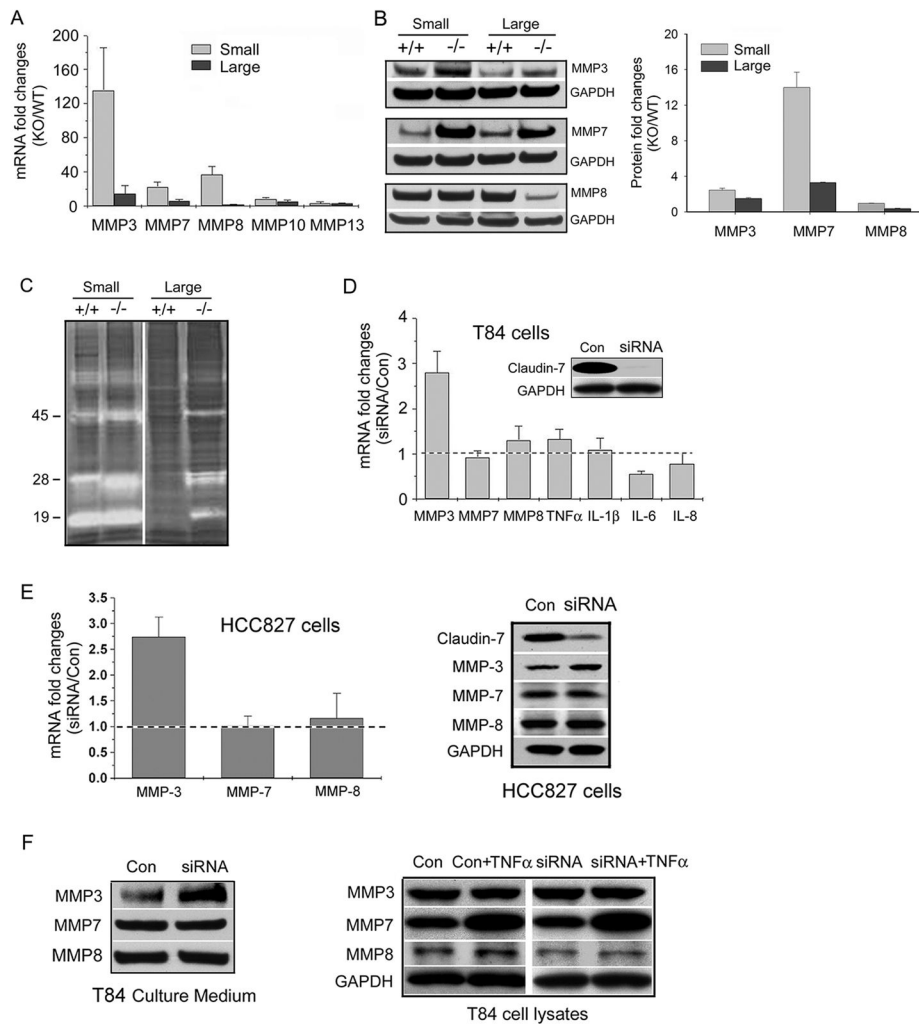 A
mRNA fold changes
(KO/WT)
200
160
120
80
40
0
Small
Large
MMP3 MMP7 MMP8 MMP10 MMP13
B
Small Large
+/+ -/- +/+ -/-
MMP3
GAPDH
MMP7
GAPDH
MMP8
GAPDH
Protein fold changes
(KO/WT)
20
16
12
8
4
0
Small
Large
MMP3 MMP7 MMP8
C
Small Large
+/+ -/- +/+ -/-
45
28
19
D
mRNA fold changes
(siRNA/Con)
4
3
2
1
0
T84 cells
Con siRNA
Claudin-7
GAPDH
MMP3 MMP7 MMP8 TNFα IL-1β IL-6 IL-8
E
mRNA fold changes
(siRNA/Con)
3.5
3.0
2.5
2.0
1.5
1.0
0.5
0.0
HCC827 cells
MMP-3 MMP-7 MMP-8
Con siRNA
Claudin-7
MMP-3
MMP-7
MMP-8
GAPDH
HCC827 cells
F
Con siRNA
MMP3
MMP7
MMP8
T84 Culture Medium
Con Con+TNFα siRNA siRNA+TNFα
MMP3
MMP7
MMP8
GAPDH
T84 cell lysates